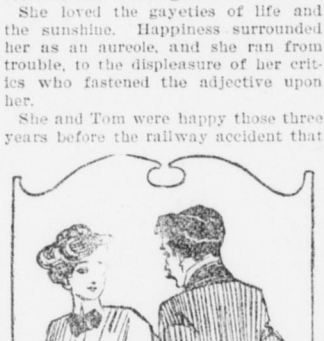 She loved the gayeties of life and
the sunshine. Happiness surrounded
her as an aureole, and she ran from
trouble, to the displeasure of her crit-
ics who fastened the adjective upon
her.
She and Tom were happy those three
years before the railway accident that